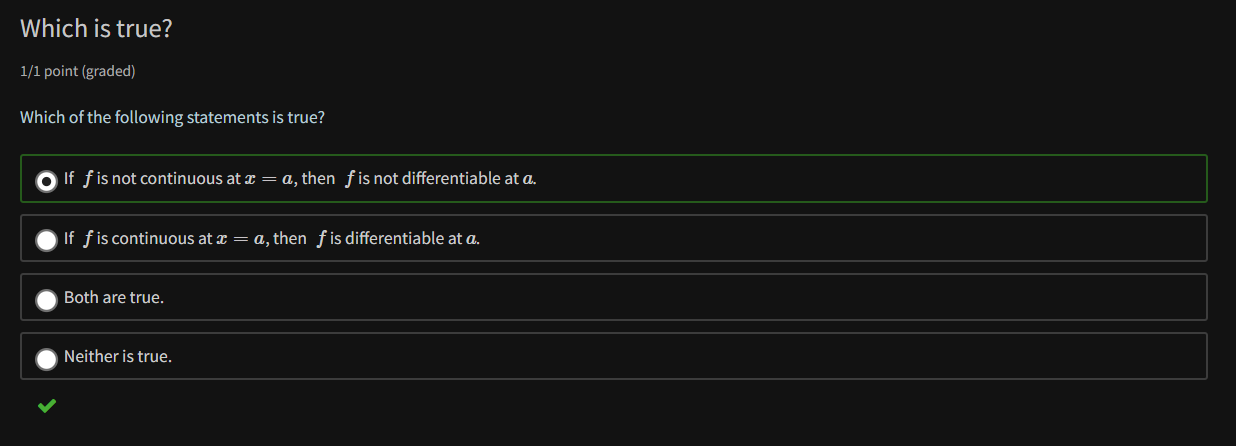 Which is true?
1/1 point (graded)
Which of the following statements is true?
If f is not continuous at x = a, then f is not differentiable at a.
If f is continuous at x = a, then f is differentiable at a.
Both are true.
Neither is true.